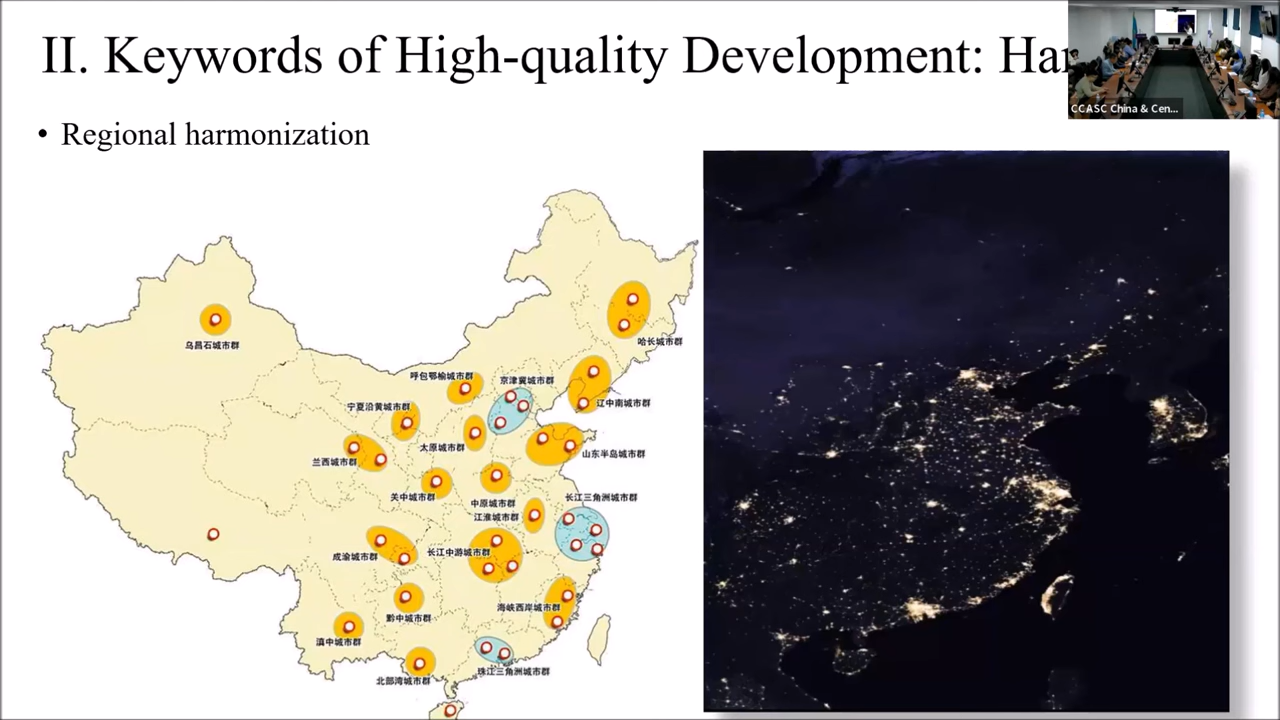 II. Keywords of High-quality Development: Har
CCASC China & Cen...
• Regional harmonization
乌昌石城市群
哈长城市群
呼包鄂榆城市群
京津冀城市群
宁夏沿黄城市群
辽中南城市群
太原城市群
兰西城市群
山东半岛城市群
关中城市群
中原城市群
长江三角洲城市群
江淮城市群
成渝城市群
长江中游城市群
海峡西岸城市群
黔中城市群
滇中城市群
珠江三角洲城市群
北部湾城市群